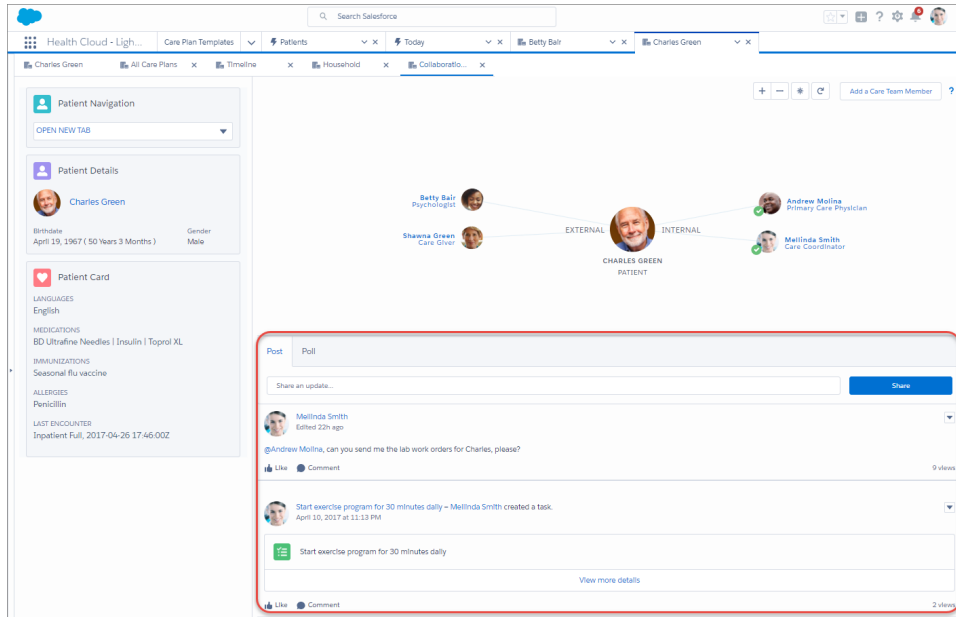 Search Salesforce
6
Health Cloud - Ligh...
Care Plan Templates
Patients
Today
Betty Bair
Charles Green
Charles Green
All Care Plans
Timeline
Household
Collaboratio...
Patient Navigation
OPEN NEW TAB
Patient Details
Charles Green
Birthdate
Gender
April 19, 1967 ( 50 Years 3 Months )
Male
Patient Card
LANGUAGES
English
MEDICATIONS
BD Ultrafine Needles | Insulin | Toprol XL
IMMUNIZATIONS
Seasonal flu vaccine
ALLERGIES
Penicillin
LAST ENCOUNTER
Inpatient Full, 2017-04-26 17:46:00Z
Add a Care Team Member
?
Betty Bair
Psychologist
Shawna Green
Care Giver
EXTERNAL
INTERNAL
CHARLES GREEN
PATIENT
Andrew Molina
Primary Care Physician
Mellinda Smith
Care Coordinator
Post
Poll
Share an update...
Share
Mellinda Smith
Edited 22h ago
@Andrew Molina, can you send me the lab work orders for Charles, please?
Like
Comment
9 views
Start exercise program for 30 minutes daily – Mellinda Smith created a task.
April 10, 2017 at 11:13 PM
Start exercise program for 30 minutes daily
View more details
Like
Comment
2 views